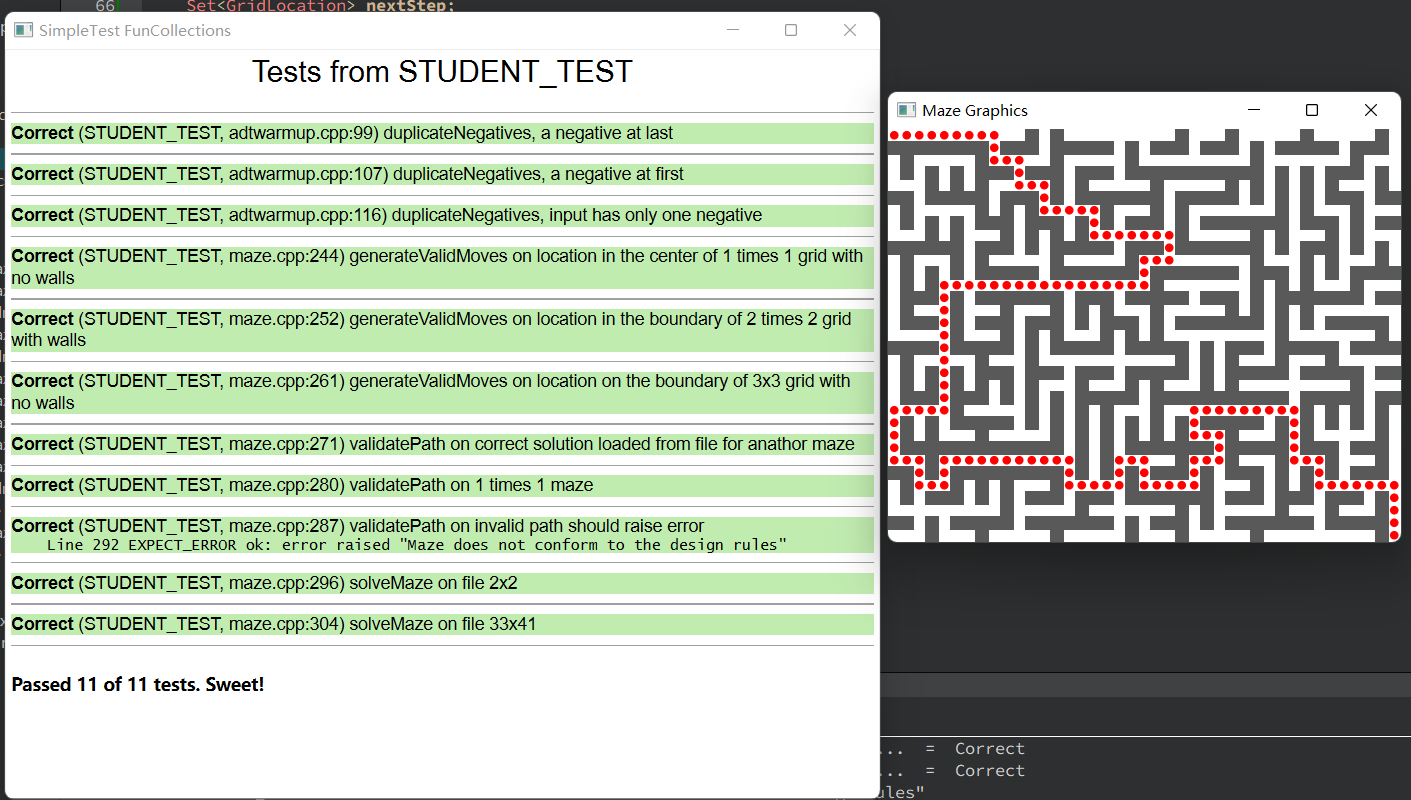 66 Set<GridLocation> nextStep;
SimpleTest FunCollections
Tests from STUDENT_TEST
Correct (STUDENT_TEST, adtwarmup.cpp:99) duplicateNegatives, a negative at last
Correct (STUDENT_TEST, adtwarmup.cpp:107) duplicateNegatives, a negative at first
Correct (STUDENT_TEST, adtwarmup.cpp:116) duplicateNegatives, input has only one negative
Correct (STUDENT_TEST, maze.cpp:244) generateValidMoves on location in the center of 1 times 1 grid with
no walls
Correct (STUDENT_TEST, maze.cpp:252) generateValidMoves on location in the boundary of 2 times 2 grid
with walls
Correct (STUDENT_TEST, maze.cpp:261) generateValidMoves on location on the boundary of 3x3 grid with
no walls
Correct (STUDENT_TEST, maze.cpp:271) validatePath on correct solution loaded from file for anathor maze
Correct (STUDENT_TEST, maze.cpp:280) validatePath on 1 times 1 maze
Correct (STUDENT_TEST, maze.cpp:287) validatePath on invalid path should raise error
Line 292 EXPECT_ERROR ok: error raised "Maze does not conform to the design rules"
Correct (STUDENT_TEST, maze.cpp:296) solveMaze on file 2x2
Correct (STUDENT_TEST, maze.cpp:304) solveMaze on file 33x41
Passed 11 of 11 tests. Sweet!
Maze Graphics
... = Correct
... = Correct
ules"